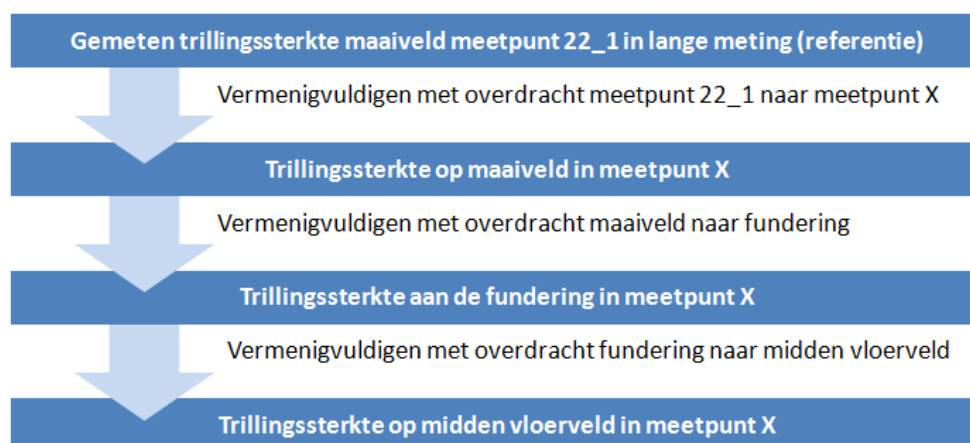 Gemeten trillingssterkte maaiveld meetpunt 22_1 in lange meting (referentie)
Vermenigvuldigen met overdracht meetpunt 22_1 naar meetpunt X
Trillingssterkte op maaiveld in meetpunt X
Vermenigvuldigen met overdracht maaiveld naar fundering
Trillingssterkte aan de fundering in meetpunt X
Vermenigvuldigen met overdracht fundering naar midden vloerveld
Trillingssterkte op midden vloerveld in meetpunt X